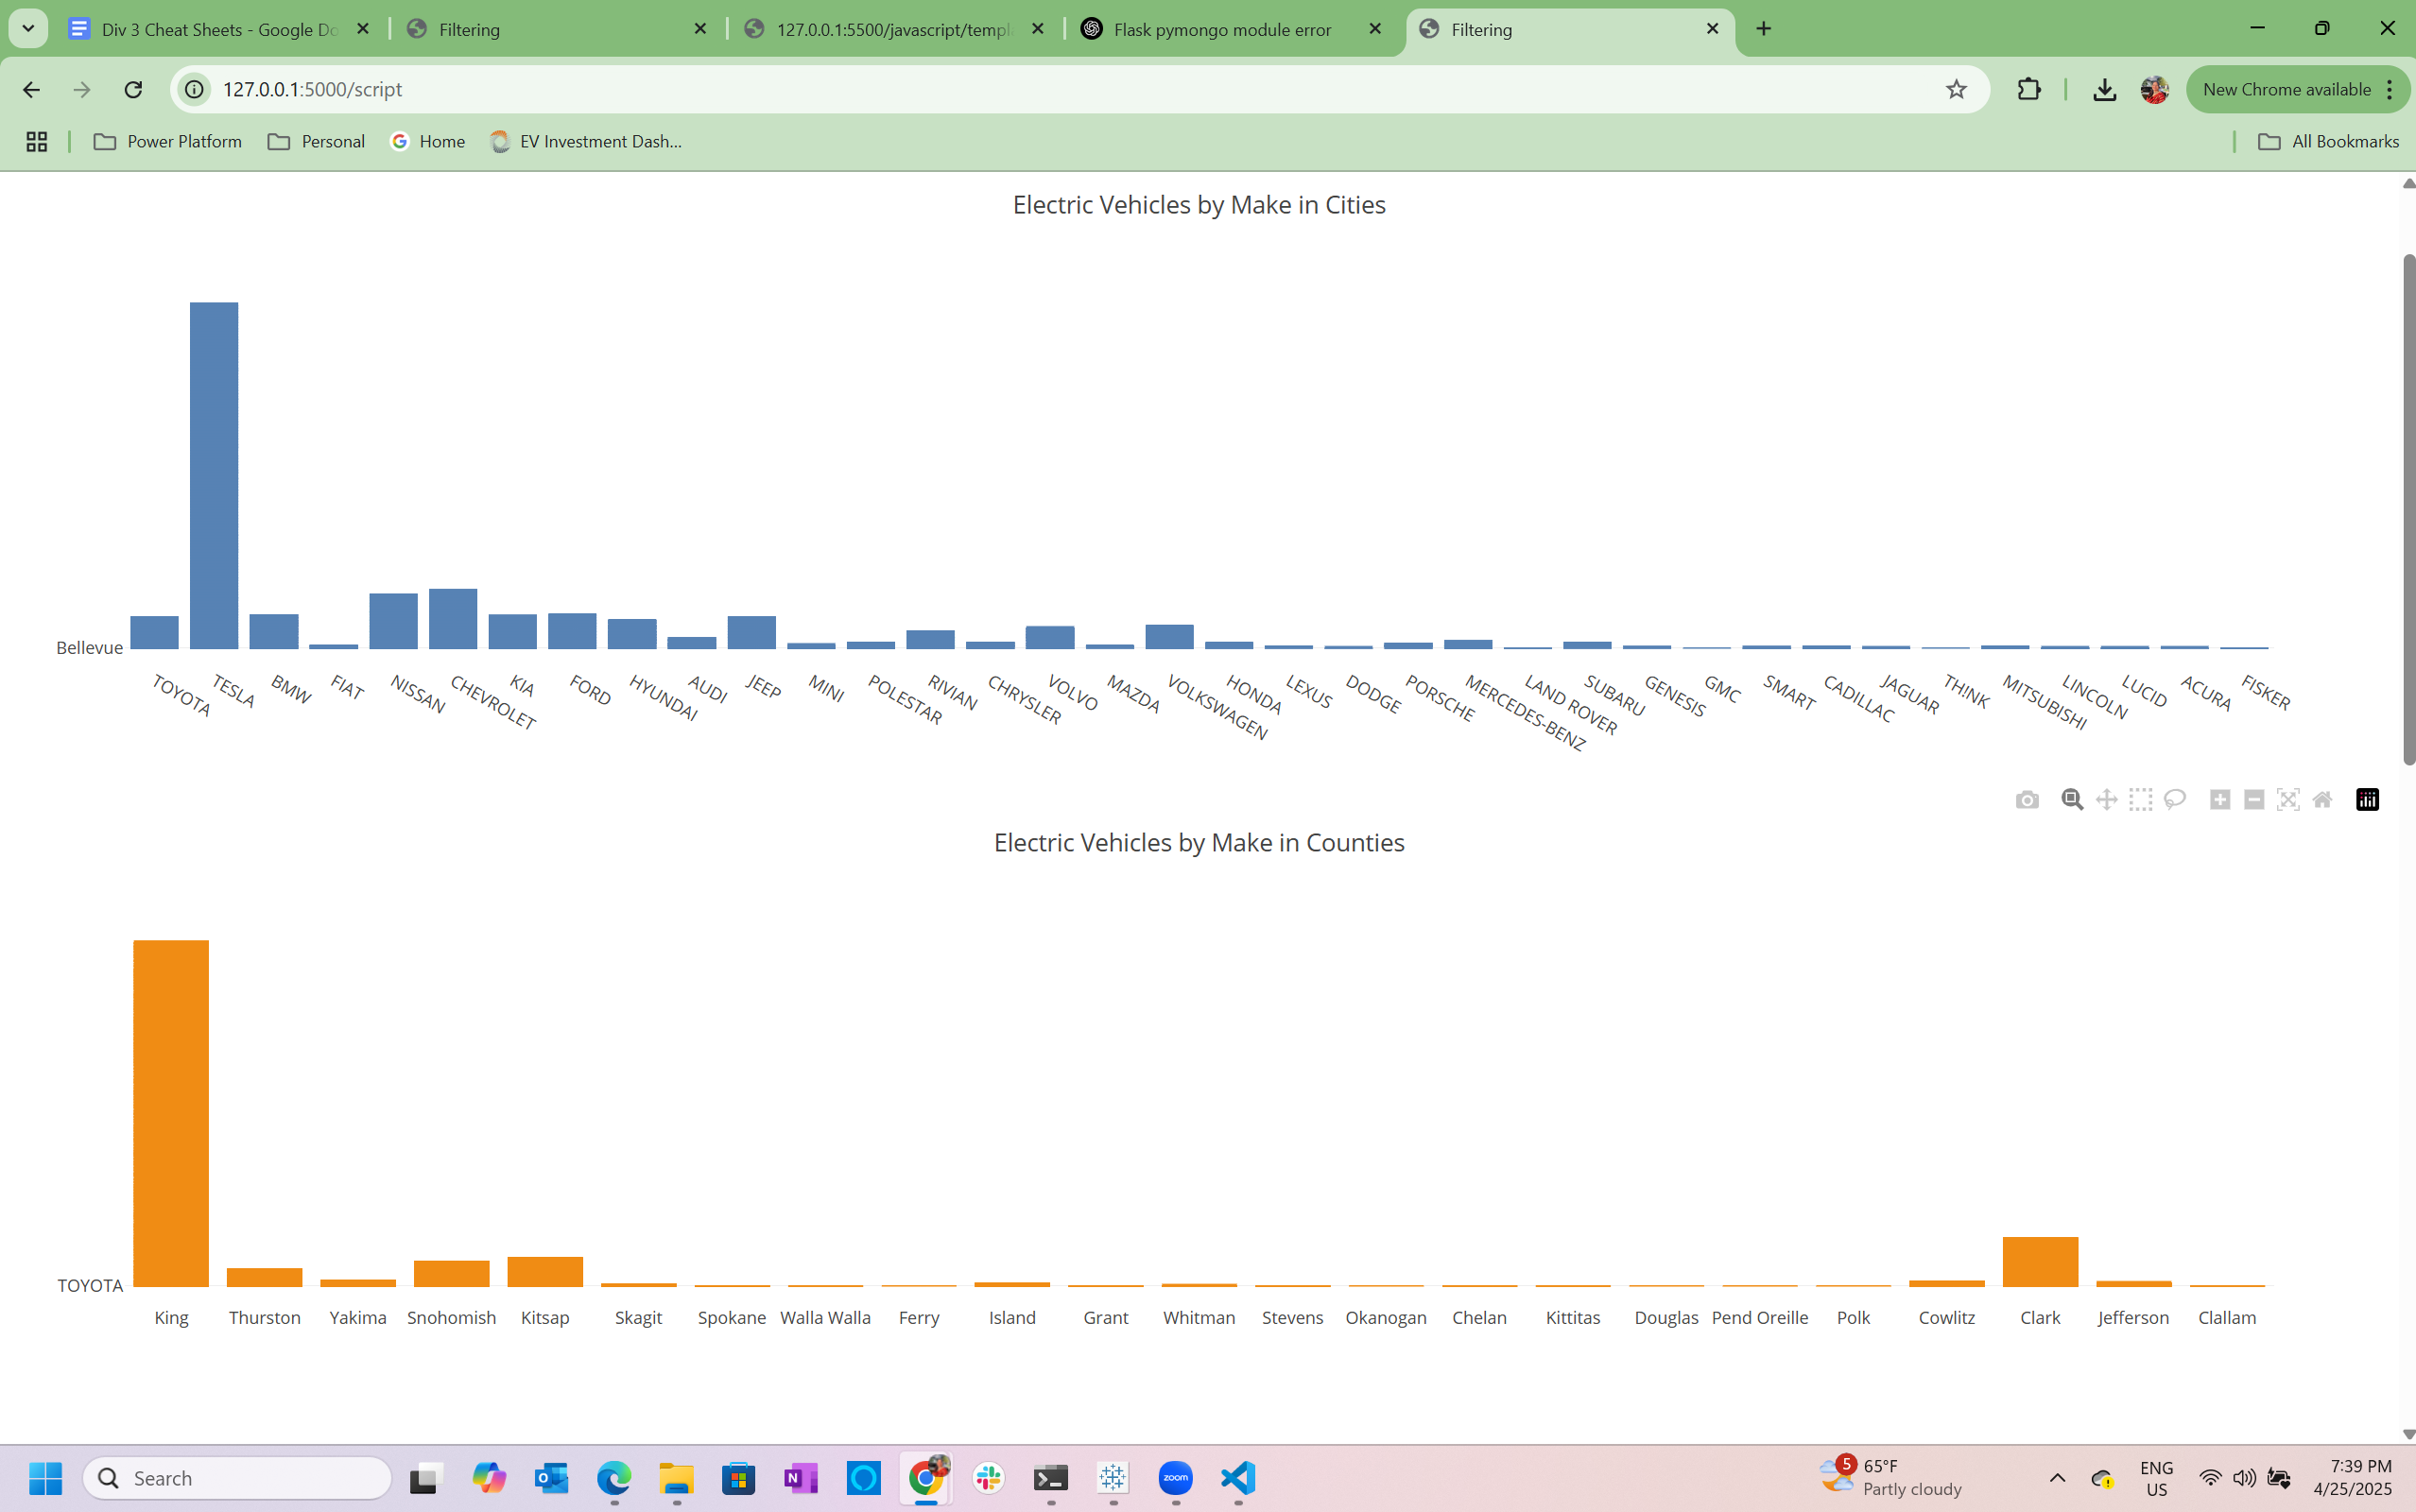 Div 3 Cheat Sheets - Google Do
Filtering
127.0.0.1:5500/javascript/templa
Flask pymongo module error
Filtering
127.0.0.1:5000/script
New Chrome available
Power Platform
Personal
Home
EV Investment Dash...
All Bookmarks
Electric Vehicles by Make in Cities
Bellevue
TOYOTA
TESLA
BMW
FIAT
NISSAN
CHEVROLET
KIA
FORD
HYUNDAI
AUDI
JEEP
MINI
POLESTAR
RIVIAN
CHRYSLER
VOLVO
MAZDA
VOLKSWAGEN
HONDA
LEXUS
DODGE
PORSCHE
MERCEDES-BENZ
LAND ROVER
SUBARU
GENESIS
GMC
SMART
CADILLAC
JAGUAR
TH!NK
MITSUBISHI
LINCOLN
LUCID
ACURA
FISKER
Electric Vehicles by Make in Counties
TOYOTA
King Thurston Yakima Snohomish Kitsap Skagit Spokane Walla Walla Ferry Island Grant Whitman Stevens Okanogan Chelan Kittitas Douglas Pend Oreille Polk Cowlitz Clark Jefferson Clallam
Search
zoom
5
65°F
Partly cloudy
ENG
US
7:39 PM
4/25/2025